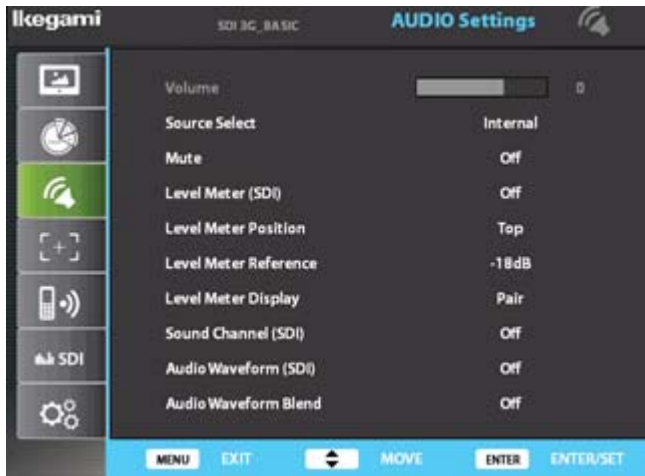 Ikegami SDI 3G_BASIC AUDIO Settings
Volume 0
Source Select Internal
Mute Off
Level Meter (SDI) Off
Level Meter Position Top
Level Meter Reference -18dB
Level Meter Display Pair
Sound Channel (SDI) Off
SDI
Audio Waveform (SDI) Off
Audio Waveform Blend Off
MENU EXIT MOVE ENTER ENTER/SET